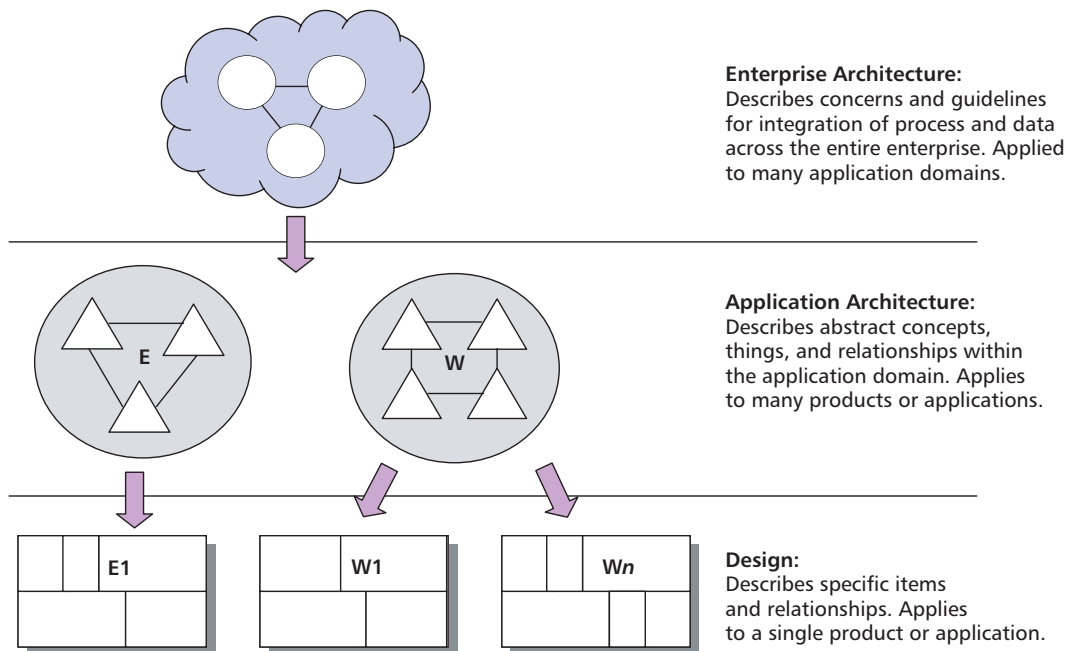 Enterprise Architecture:
Describes concerns and guidelines
for integration of process and data
across the entire enterprise. Applied
to many application domains.
E
W
Application Architecture:
Describes abstract concepts,
things, and relationships within
the application domain. Applies
to many products or applications.
E1
W1
Wn
Design:
Describes specific items
and relationships. Applies
to a single product or application.